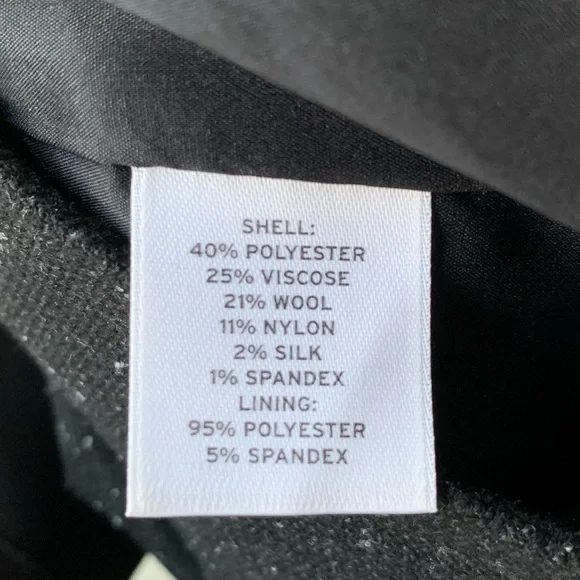 SHELL:
40% POLYESTER
25% VISCOSE
21% WOOL
11% NYLON
2% SILK
1% SPANDEX
LINING:
95% POLYESTER
5% SPANDEX